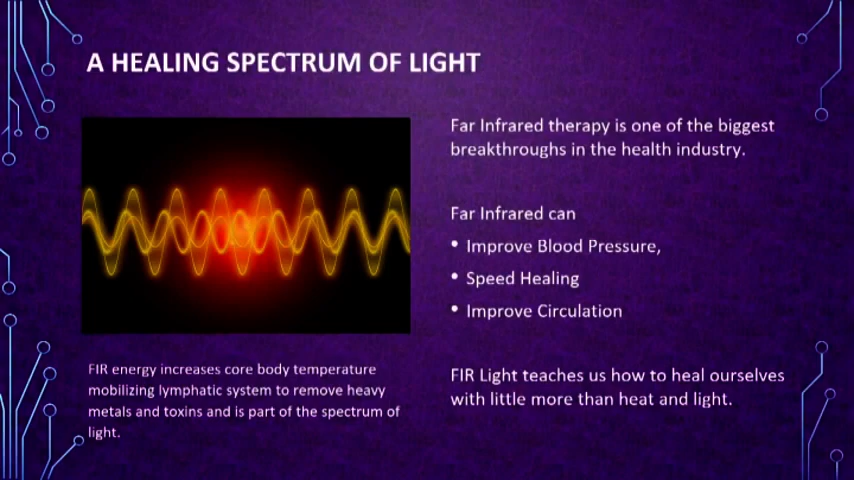 A HEALING SPECTRUM OF LIGHT
Far Infrared therapy is one of the biggest
breakthroughs in the health industry.
Far Infrared can
• Improve Blood Pressure,
• Speed Healing
• Improve Circulation
FIR Light teaches us how to heal ourselves
with little more than heat and light.
FIR energy increases core body temperature
mobilizing lymphatic system to remove heavy
metals and toxins and is part of the spectrum of
light.